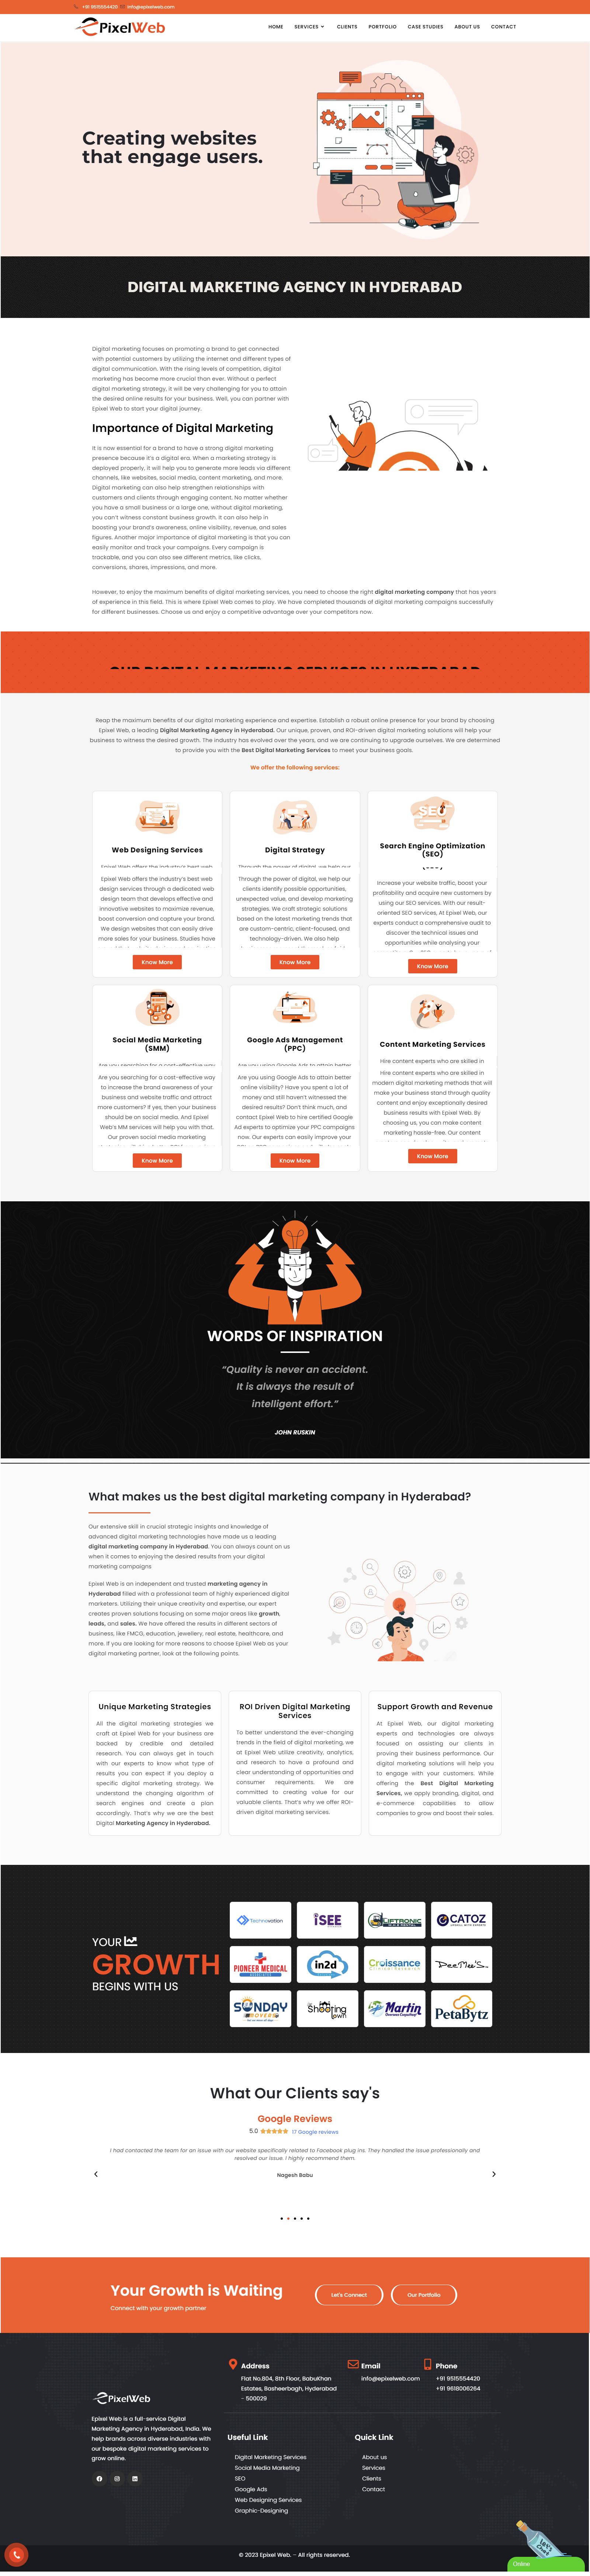 +91 9515554420 info@epixelweb.com
ePixelWeb
HOME SERVICES CLIENTS PORTFOLIO CASE STUDIES ABOUT US CONTACT
Creating websites
that engage users.
DIGITAL MARKETING AGENCY IN HYDERABAD
Digital marketing focuses on promoting a brand to get connected
with potential customers by utilizing the internet and different types of
digital communication. With the rising levels of competition, digital
marketing has become more crucial than ever. Without a perfect
digital marketing strategy, it will be very challenging for you to attain
the desired online results for your business. Well, you can partner with
Epixel Web to start your digital journey.
Importance of Digital Marketing
It is now essential for a brand to have a strong digital marketing
presence because it's a digital era. When a marketing strategy is
deployed properly, it will help you to generate more leads via different
channels, like websites, social media, content marketing, and more.
Digital marketing can also help strengthen relationships with
customers and clients through engaging content. No matter whether
you have a small business or a large one, without digital marketing,
you can't witness constant business growth. It can also help in
boosting your brand's awareness, online visibility, revenue, and sales
figures. Another major importance of digital marketing is that you can
easily monitor and track your campaigns. Every campaign is
trackable, and you can also see different metrics, like clicks,
conversions, shares, impressions, and more.
However, to enjoy the maximum benefits of digital marketing services, you need to choose the right digital marketing company that has years
of experience in this field. This is where Epixel Web comes to play. We have completed thousands of digital marketing campaigns successfully
for different businesses. Choose us and enjoy a competitive advantage over your competitors now.
OUR DIGITAL MARKETING SERVICES IN HYDERABAD
Reap the maximum benefits of our digital marketing experience and expertise. Establish a robust online presence for your brand by choosing
Epixel Web, a leading Digital Marketing Agency in Hyderabad. Our unique, proven, and ROI-driven digital marketing solutions will help your
business to witness the desired growth. The industry has evolved over the years, and we are continuing to upgrade ourselves. We are determined
to provide you with the Best Digital Marketing Services to meet your business goals.
We offer the following services:
Web Designing Services
Epixel Web offers the industry's best web
Epixel Web offers the industry's best web
design services through a dedicated web
design team that develops effective and
innovative websites to maximize revenue,
boost conversion and capture your brand.
We design websites that can easily drive
more sales for your business. Studies have
Know More
Digital Strategy
Through the power of digital, we help our
Through the power of digital, we help our
clients identify possible opportunities,
unexpected value, and develop marketing
strategies. We craft strategic solutions
based on the latest marketing trends that
are custom-centric, client-focused, and
technology-driven. We also help
Know More
SEO
Search Engine Optimization
(SEO)
Increase your website traffic, boost your
profitability and acquire new customers by
using our SEO services. With our result-
oriented SEO services, At Epixel Web, our
experts conduct a comprehensive audit to
discover the technical issues and
opportunities while analysing your
Know More
Social Media Marketing
(SMM)
Are you searching for a cost-effective way
Are you searching for a cost-effective way
to increase the brand awareness of your
business and website traffic and attract
more customers? If yes, then your business
should be on social media. And Epixel
Web's MM services will help you with that.
Our proven social media marketing
Know More
Google Ads Management
(PPC)
Are you using Google Ads to attain better
Are you using Google Ads to attain better
online visibility? Have you spent a lot of
money and still haven't witnessed the
desired results? Don't think much, and
contact Epixel Web to hire certified Google
Ad experts to optimize your PPC campaigns
now. Our experts can easily improve your
Know More
Content Marketing Services
Hire content experts who are skilled in
Hire content experts who are skilled in
modern digital marketing methods that will
make your business stand through quality
content and enjoy exceptionally desired
business results with Epixel Web. By
choosing us, you can make content
marketing hassle-free. Our content
Know More
WORDS OF INSPIRATION
“Quality is never an accident.
It is always the result of
intelligent effort.”
JOHN RUSKIN
What makes us the best digital marketing company in Hyderabad?
Our extensive skill in crucial strategic insights and knowledge of
advanced digital marketing technologies have made us a leading
digital marketing company in Hyderabad. You can always count on us
when it comes to enjoying the desired results from your digital
marketing campaigns
Epixel Web is an independent and trusted marketing agency in
Hyderabad filled with a professional team of highly experienced digital
marketers. Utilizing their unique creativity and expertise, our expert
creates proven solutions focusing on some major areas like growth,
leads, and sales. We have offered the results in different sectors of
business, like FMCG, education, jewellery, real estate, healthcare, and
more. If you are looking for more reasons to choose Epixel Web as your
digital marketing partner, look at the following points.
Unique Marketing Strategies
All the digital marketing strategies we
craft at Epixel Web for your business are
backed by credible and detailed
research. You can always get in touch
with our experts to know what type of
results you can expect if you deploy a
specific digital marketing strategy. We
understand the changing algorithm of
search engines and create a plan
accordingly. That's why we are the best
Digital Marketing Agency in Hyderabad.
ROI Driven Digital Marketing
Services
To better understand the ever-changing
trends in the field of digital marketing, we
at Epixel Web utilize creativity, analytics,
and research to have a profound and
clear understanding of opportunities and
consumer requirements. We are
committed to creating value for our
valuable clients. That's why we offer ROI-
driven digital marketing services.
Support Growth and Revenue
At Epixel Web, our digital marketing
experts and technologies are always
focused on assisting our clients in
proving their business performance. Our
digital marketing solutions will help you
to engage with your customers. While
offering the Best Digital Marketing
Services, we apply branding, digital, and
e-commerce capabilities to allow
companies to grow and boost their sales.
YOUR
GROWTH
BEGINS WITH US
Technovation iSEE LIFTRONIC CATOZ
PIONEER MEDICAL in2d Croissance DeeMee'S
SUNDAY MOVERS The Shooting Town Martin PetaBytz
What Our Clients say's
Google Reviews
5.0 17 Google reviews
I had contacted the team for an issue with our website specifically related to Facebook plug ins. They handled the issue professionally and
resolved our issue. I highly recommend them.
Nagesh Babu
Your Growth is Waiting
Connect with your growth partner
Let's Connect Our Portfolio
ePixelWeb
Epixel Web is a full-service Digital
Marketing Agency in Hyderabad, India. We
help brands across diverse industries with
our bespoke digital marketing services to
grow online.
Address
Flat No.804, 8th Floor, BabuKhan
Estates, Basheerbagh, Hyderabad
- 500029
Email
info@epixelweb.com
Phone
+91 9515554420
+91 9618006264
Useful Link
Digital Marketing Services
Social Media Marketing
SEO
Google Ads
Web Designing Services
Graphic-Designing
Quick Link
About us
Services
Clients
Contact
© 2023 Epixel Web. – All rights reserved.
Let's Chat
Online